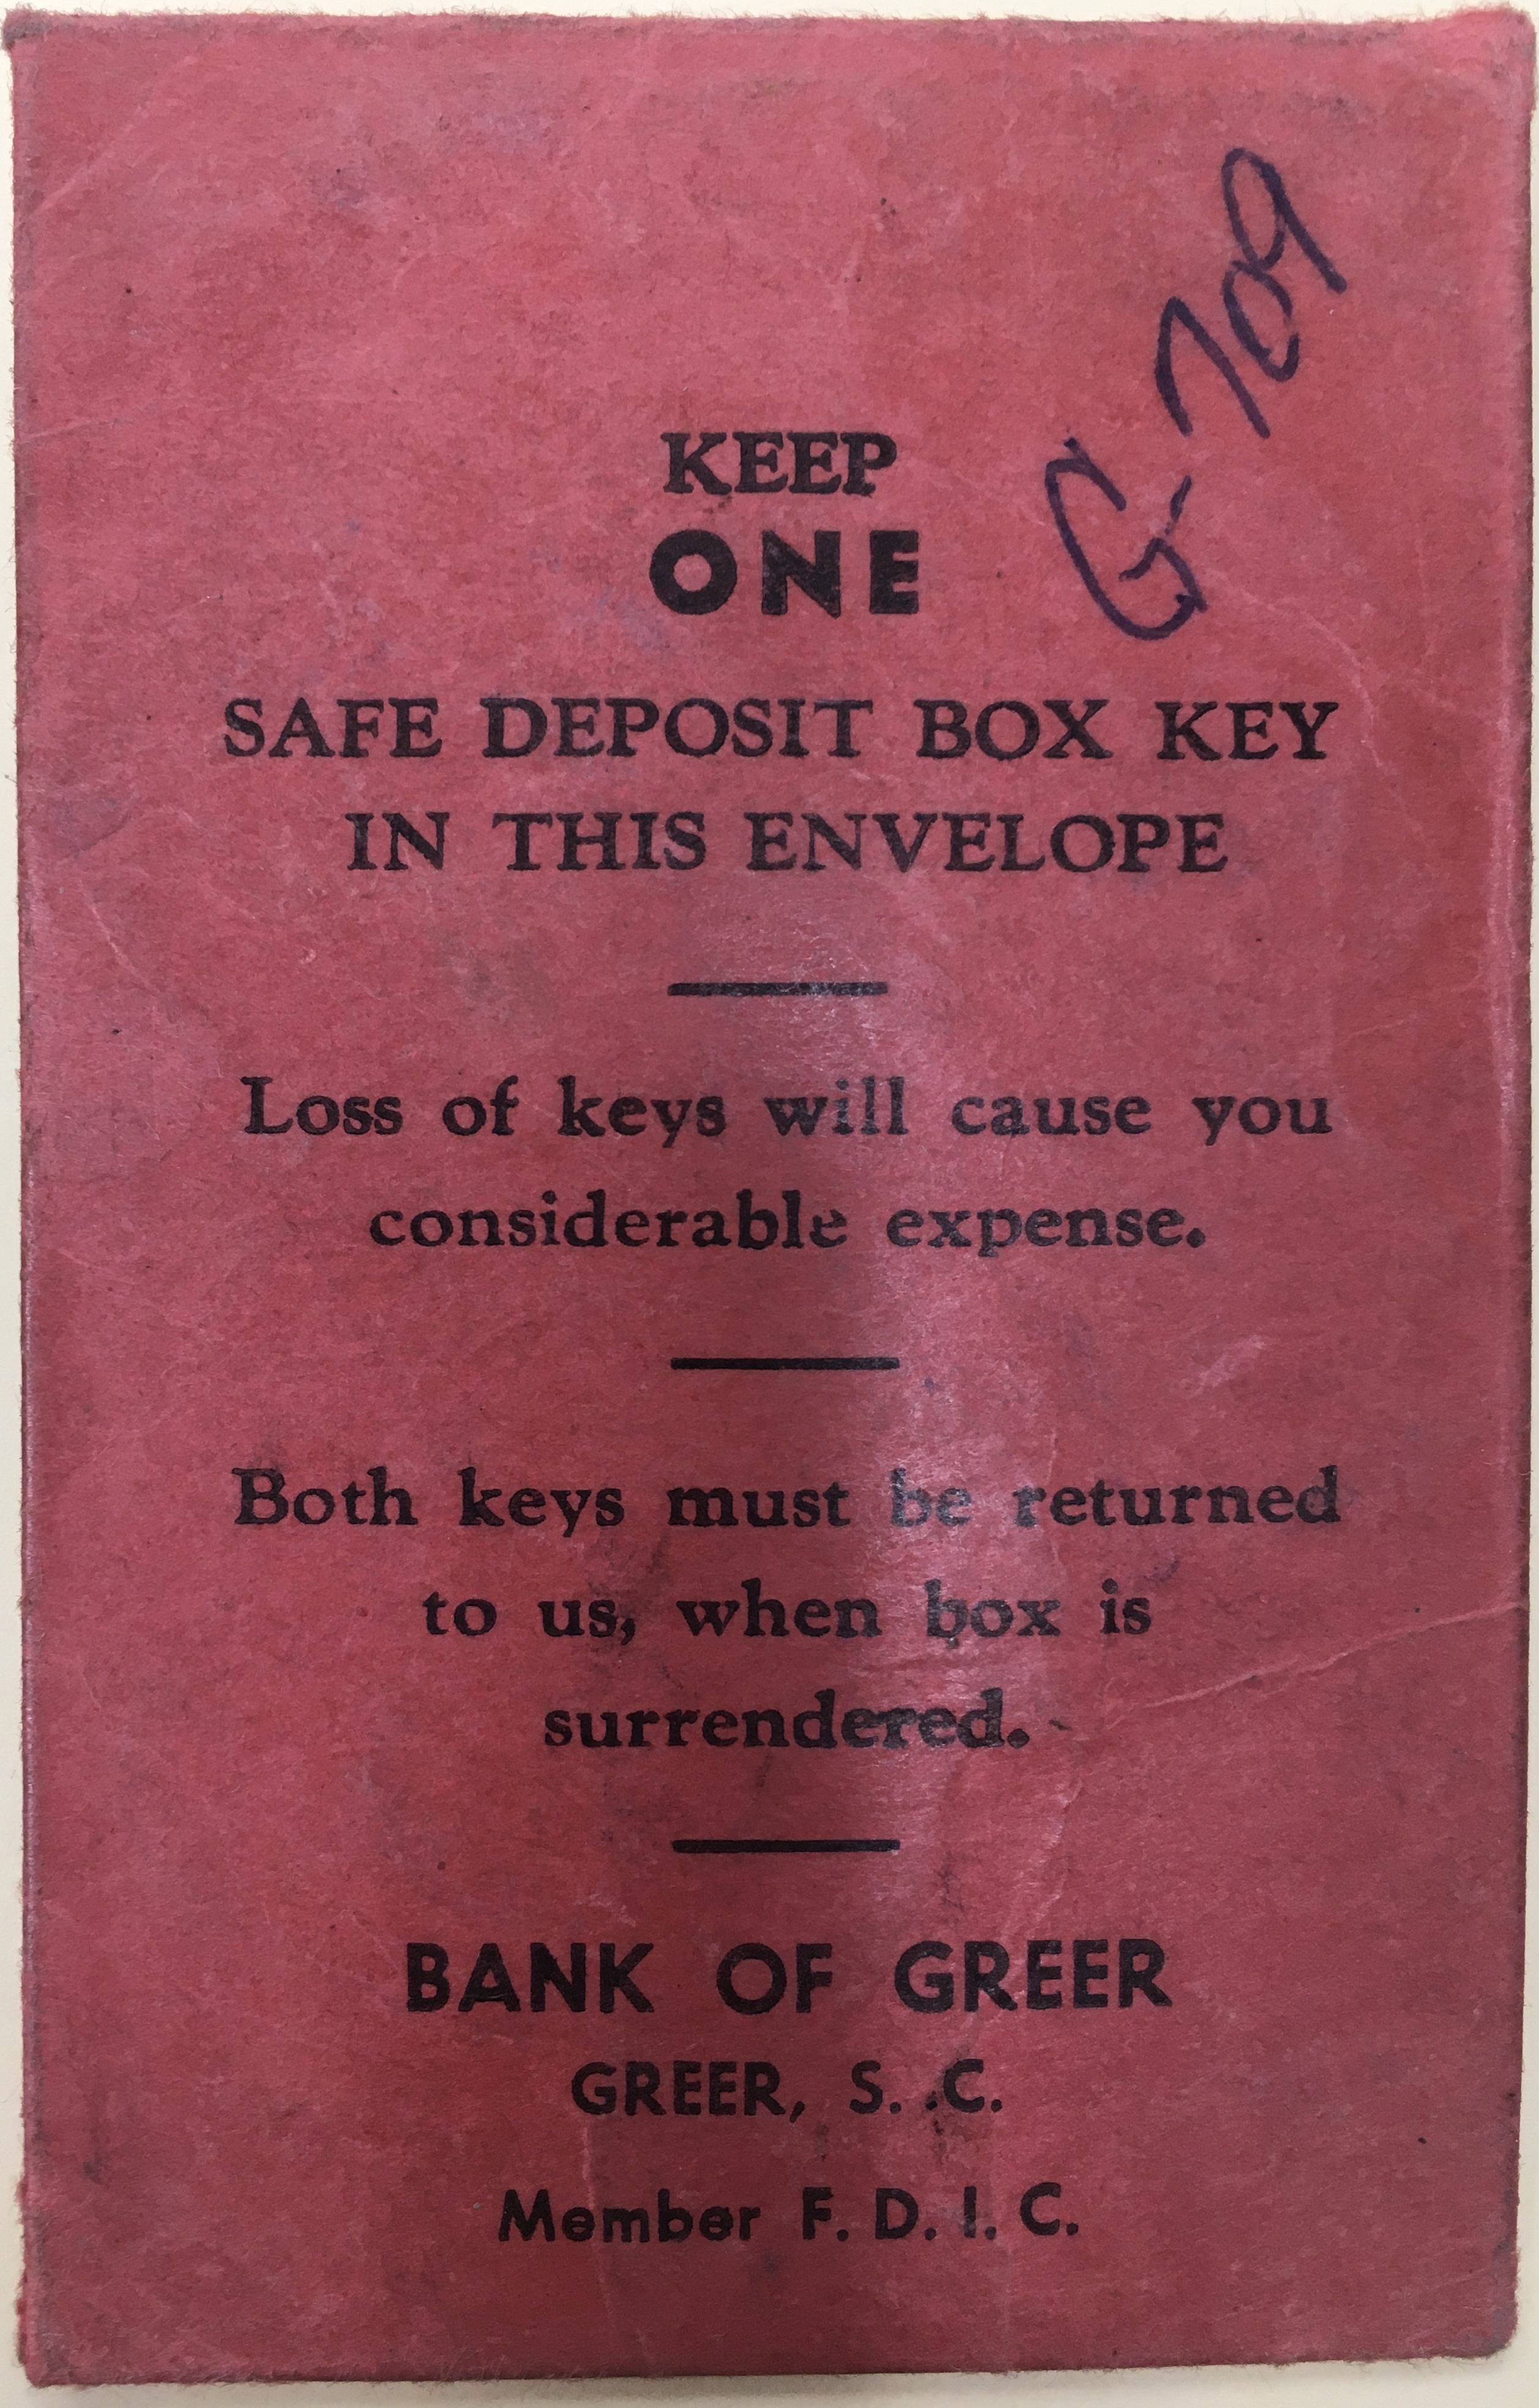 G-709
KEEP
ONE
SAFE DEPOSIT BOX KEY
IN THIS ENVELOPE
Loss of keys will cause you
considerable expense.
Both keys must be returned
to us, when box is
surrendered.
BANK OF GREER
GREER, S. C.
Member F. D. I. C.